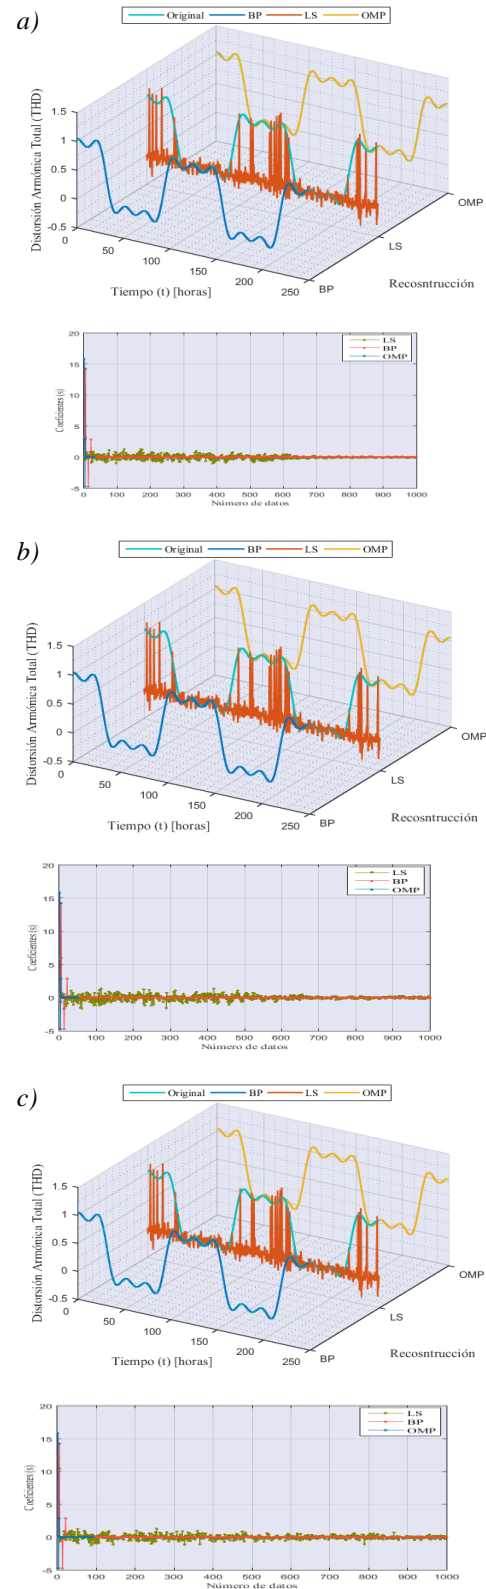 a)
Original BP LS OMP
Distorsión Armónica Total (THD)
1.5
1
0.5
0
-0.5
0
50
100
150
200
250
Tiempo (t) [horas]
BP
LS
OMP
Recosntrucción
20
15
10
5
0
-5
Coeficientes (s)
LS
BP
OMP
0 100 200 300 400 500 600 700 800 900 1000
Número de datos
b)
Original BP LS OMP
Distorsión Armónica Total (THD)
1.5
1
0.5
0
-0.5
0
50
100
150
200
250
Tiempo (t) [horas]
BP
LS
OMP
Recosntrucción
20
15
10
5
0
-5
Coeficientes (s)
LS
BP
OMP
0 100 200 300 400 500 600 700 800 900 1000
Número de datos
c)
Original BP LS OMP
Distorsión Armónica Total (THD)
1.5
1
0.5
0
-0.5
0
50
100
150
200
250
Tiempo (t) [horas]
BP
LS
OMP
Recosntrucción
20
15
10
5
0
-5
Coeficientes (s)
LS
BP
OMP
0 100 200 300 400 500 600 700 800 900 1000
Número de datos